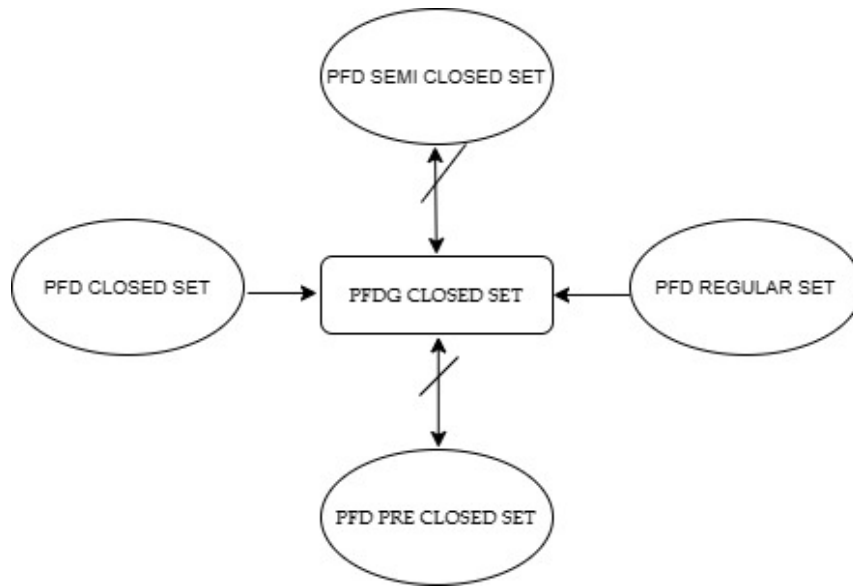 PFD SEMI CLOSED SET
PFD CLOSED SET
PFDG CLOSED SET
PFD REGULAR SET
PFD PRE CLOSED SET